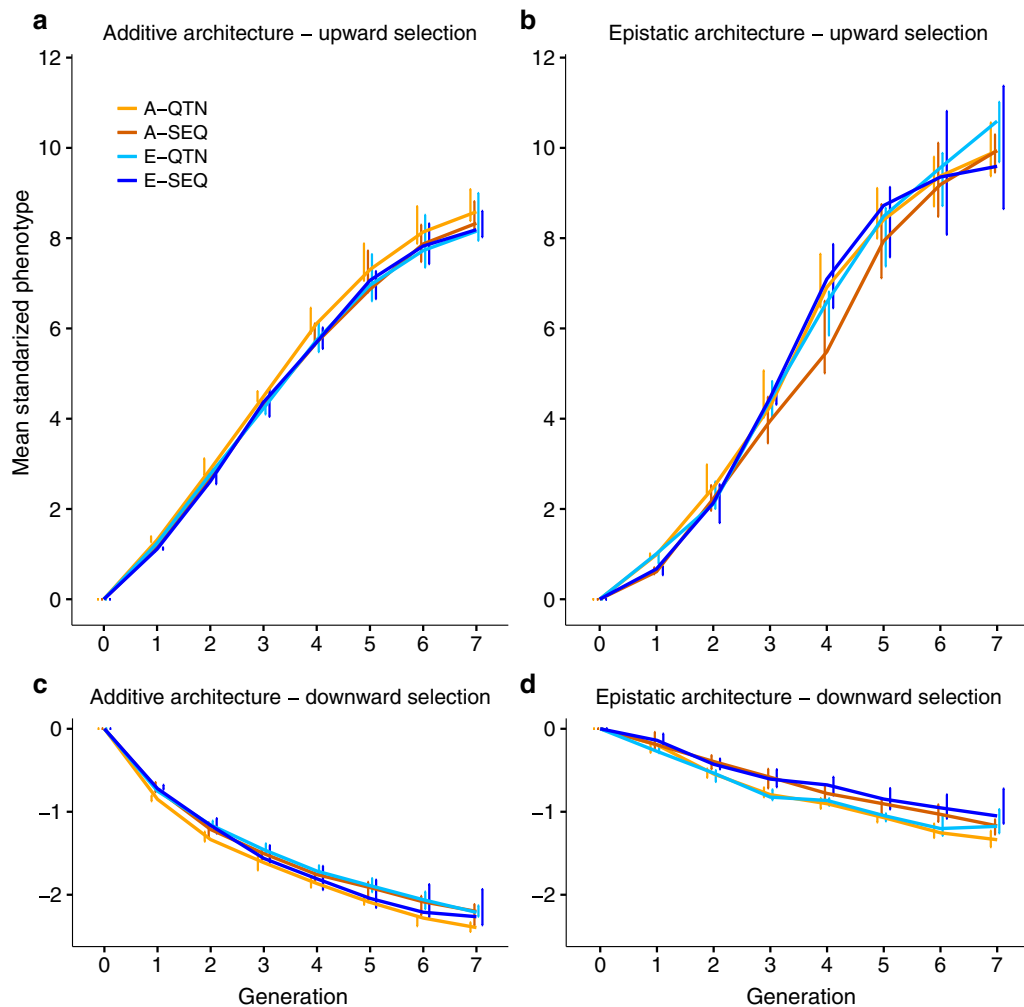 a
Additive architecture – upward selection
12
10
8
6
4
2
0
A–QTN
A–SEQ
E–QTN
E–SEQ
Mean standarized phenotype
0 1 2 3 4 5 6 7
b
Epistatic architecture – upward selection
12
10
8
6
4
2
0
0 1 2 3 4 5 6 7
c
Additive architecture – downward selection
0
−1
−2
0 1 2 3 4 5 6 7
Generation
d
Epistatic architecture – downward selection
0
−1
−2
0 1 2 3 4 5 6 7
Generation